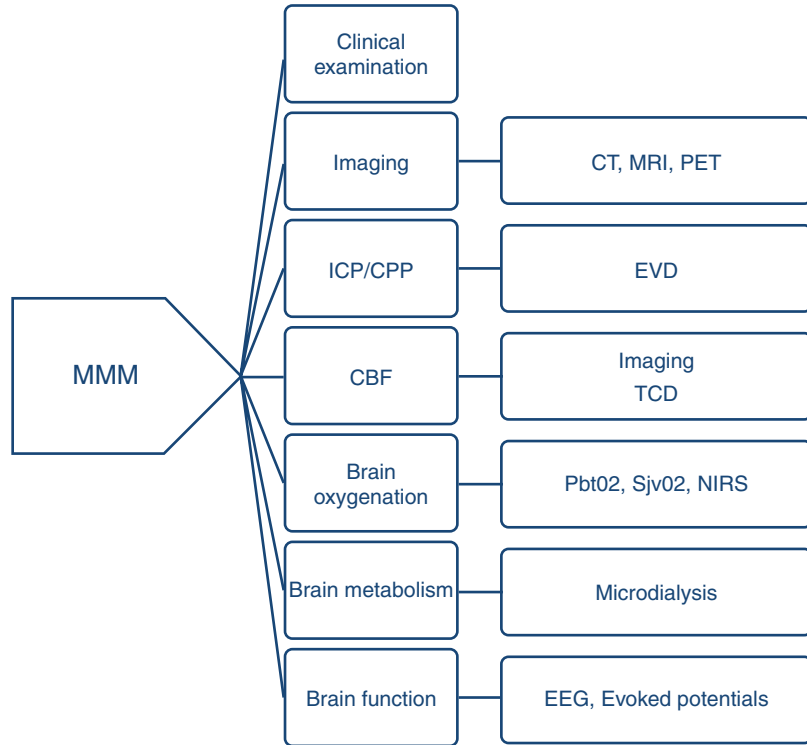 MMM
Clinical
examination
Imaging
CT, MRI, PET
ICP/CPP
EVD
CBF
Imaging
TCD
Brain
oxygenation
Pbt02, Sjv02, NIRS
Brain metabolism
Microdialysis
Brain function
EEG, Evoked potentials